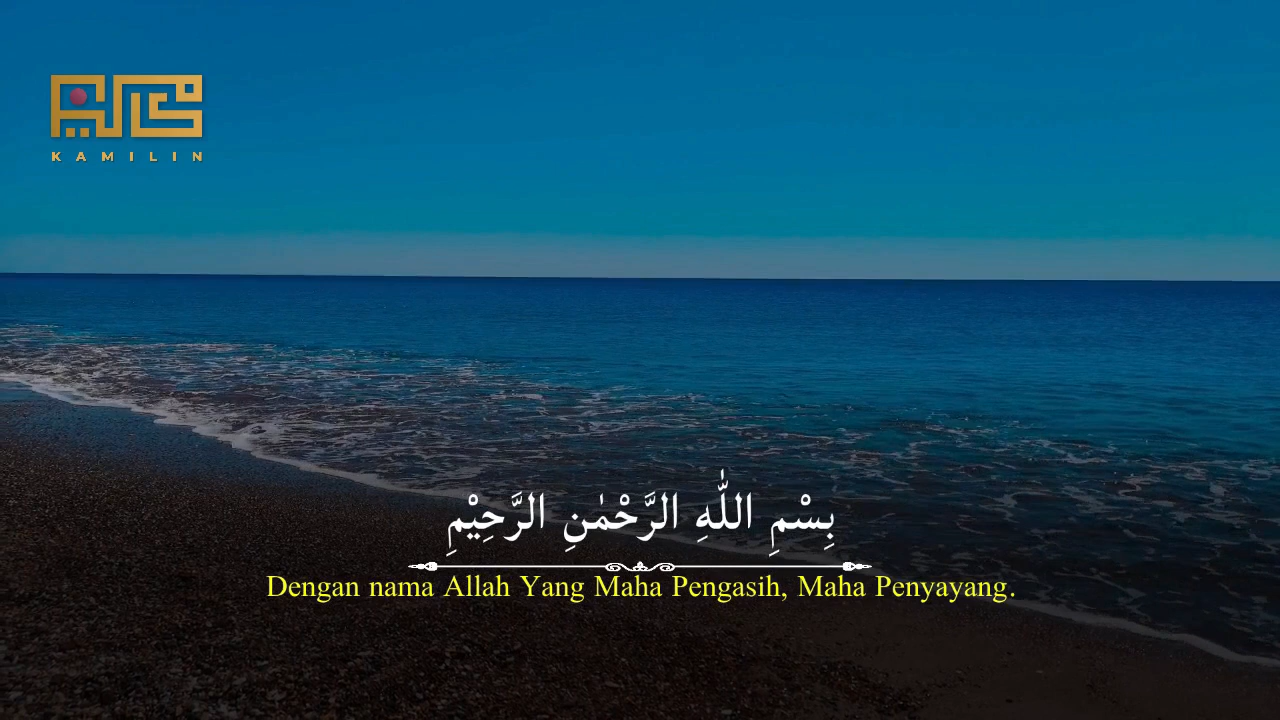 KAMILIN
بِسْمِ اللّٰهِ الرَّحْمٰنِ الرَّحِيْمِ
Dengan nama Allah Yang Maha Pengasih, Maha Penyayang.